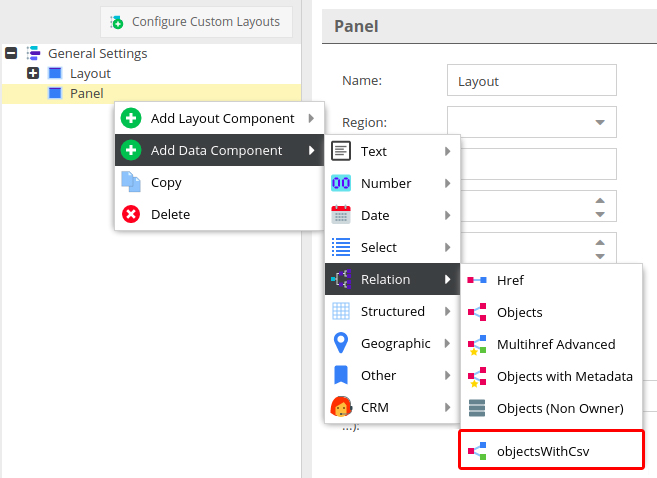 Configure Custom Layouts
General Settings
Layout
Panel
Panel
Name:
Layout
Region:
Add Layout Component
Add Data Component
Copy
Delete
Text
Number
Date
Select
Relation
Structured
Geographic
Other
CRM
...):
Href
Objects
Multihref Advanced
Objects with Metadata
Objects (Non Owner)
objectsWithCsv